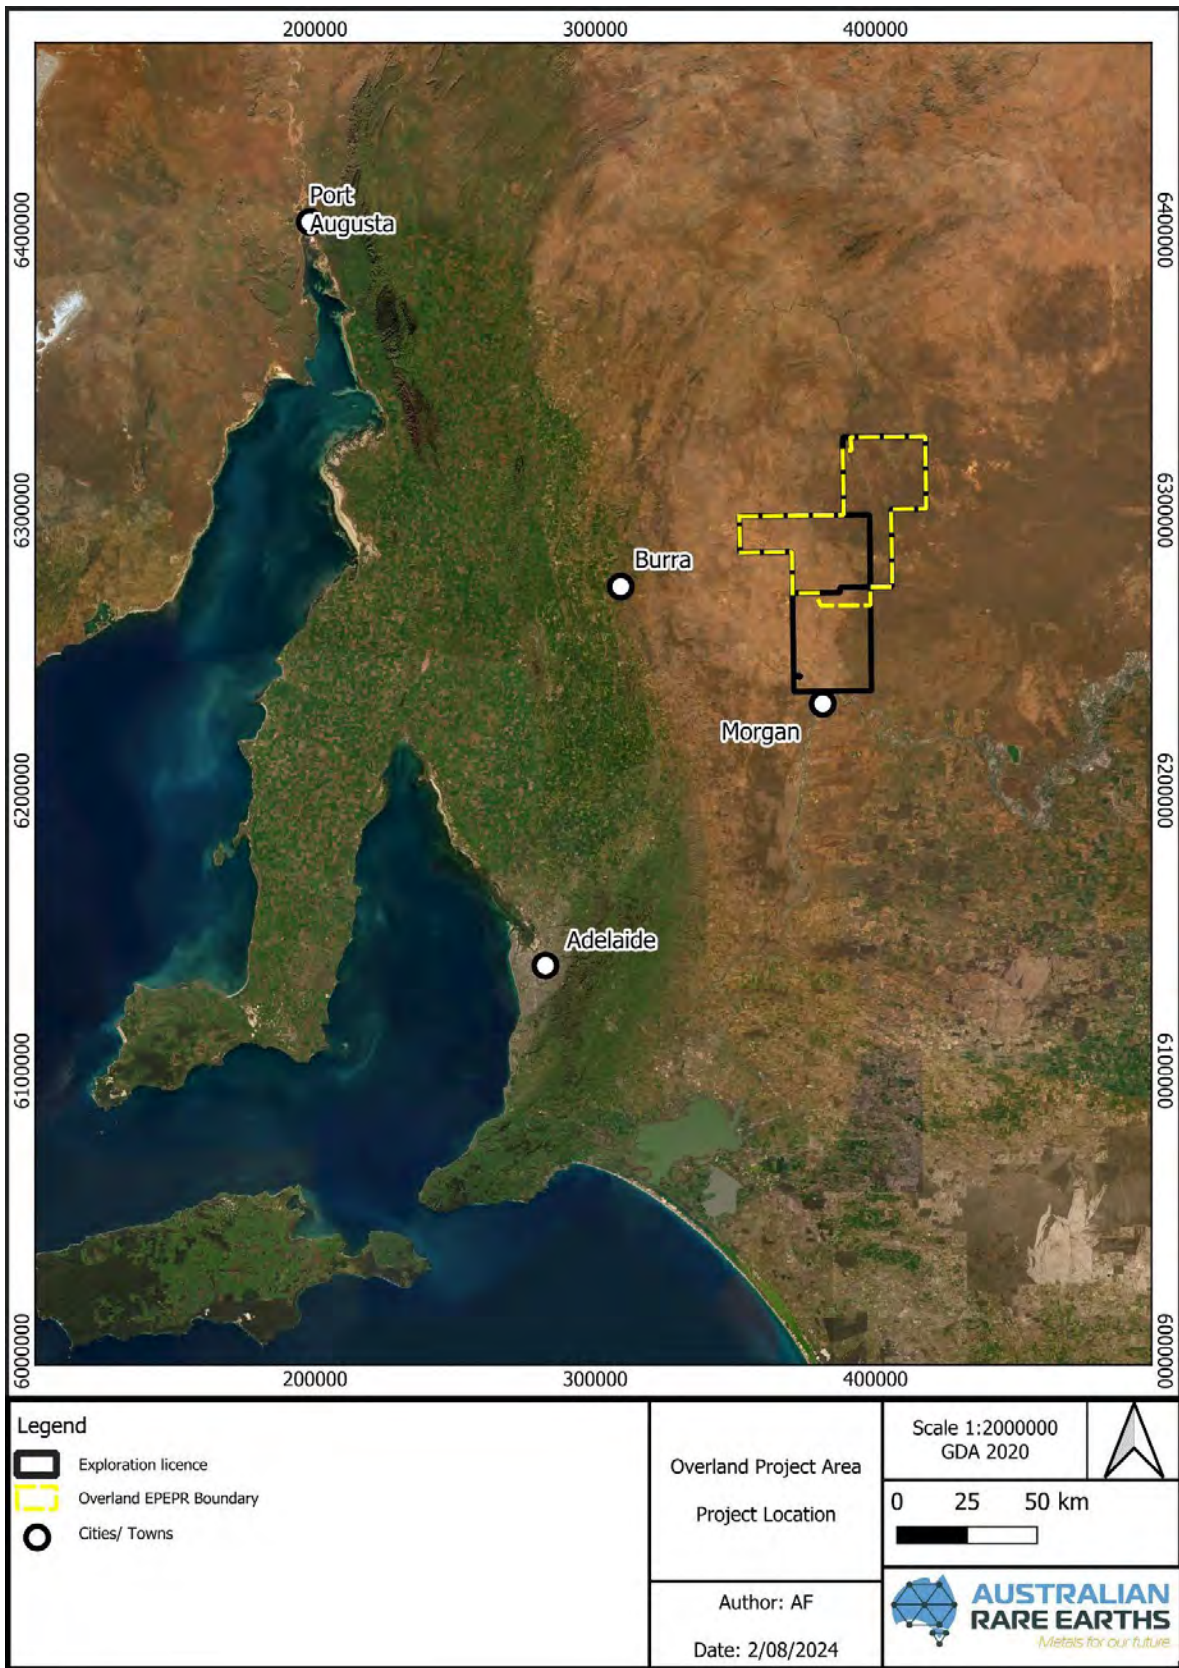 200000
300000
400000
6400000
6400000
Port
Augusta
6300000
6300000
Burra
Morgan
6200000
6200000
Adelaide
6100000
6100000
6000000
6000000
200000
300000
400000
Legend
Exploration licence
Overland EPEPR Boundary
Cities/ Towns
Overland Project Area
Project Location
Author: AF
Date: 2/08/2024
Scale 1:2000000
GDA 2020
0 25 50 km
AUSTRALIAN
RARE EARTHS
Metals for our future